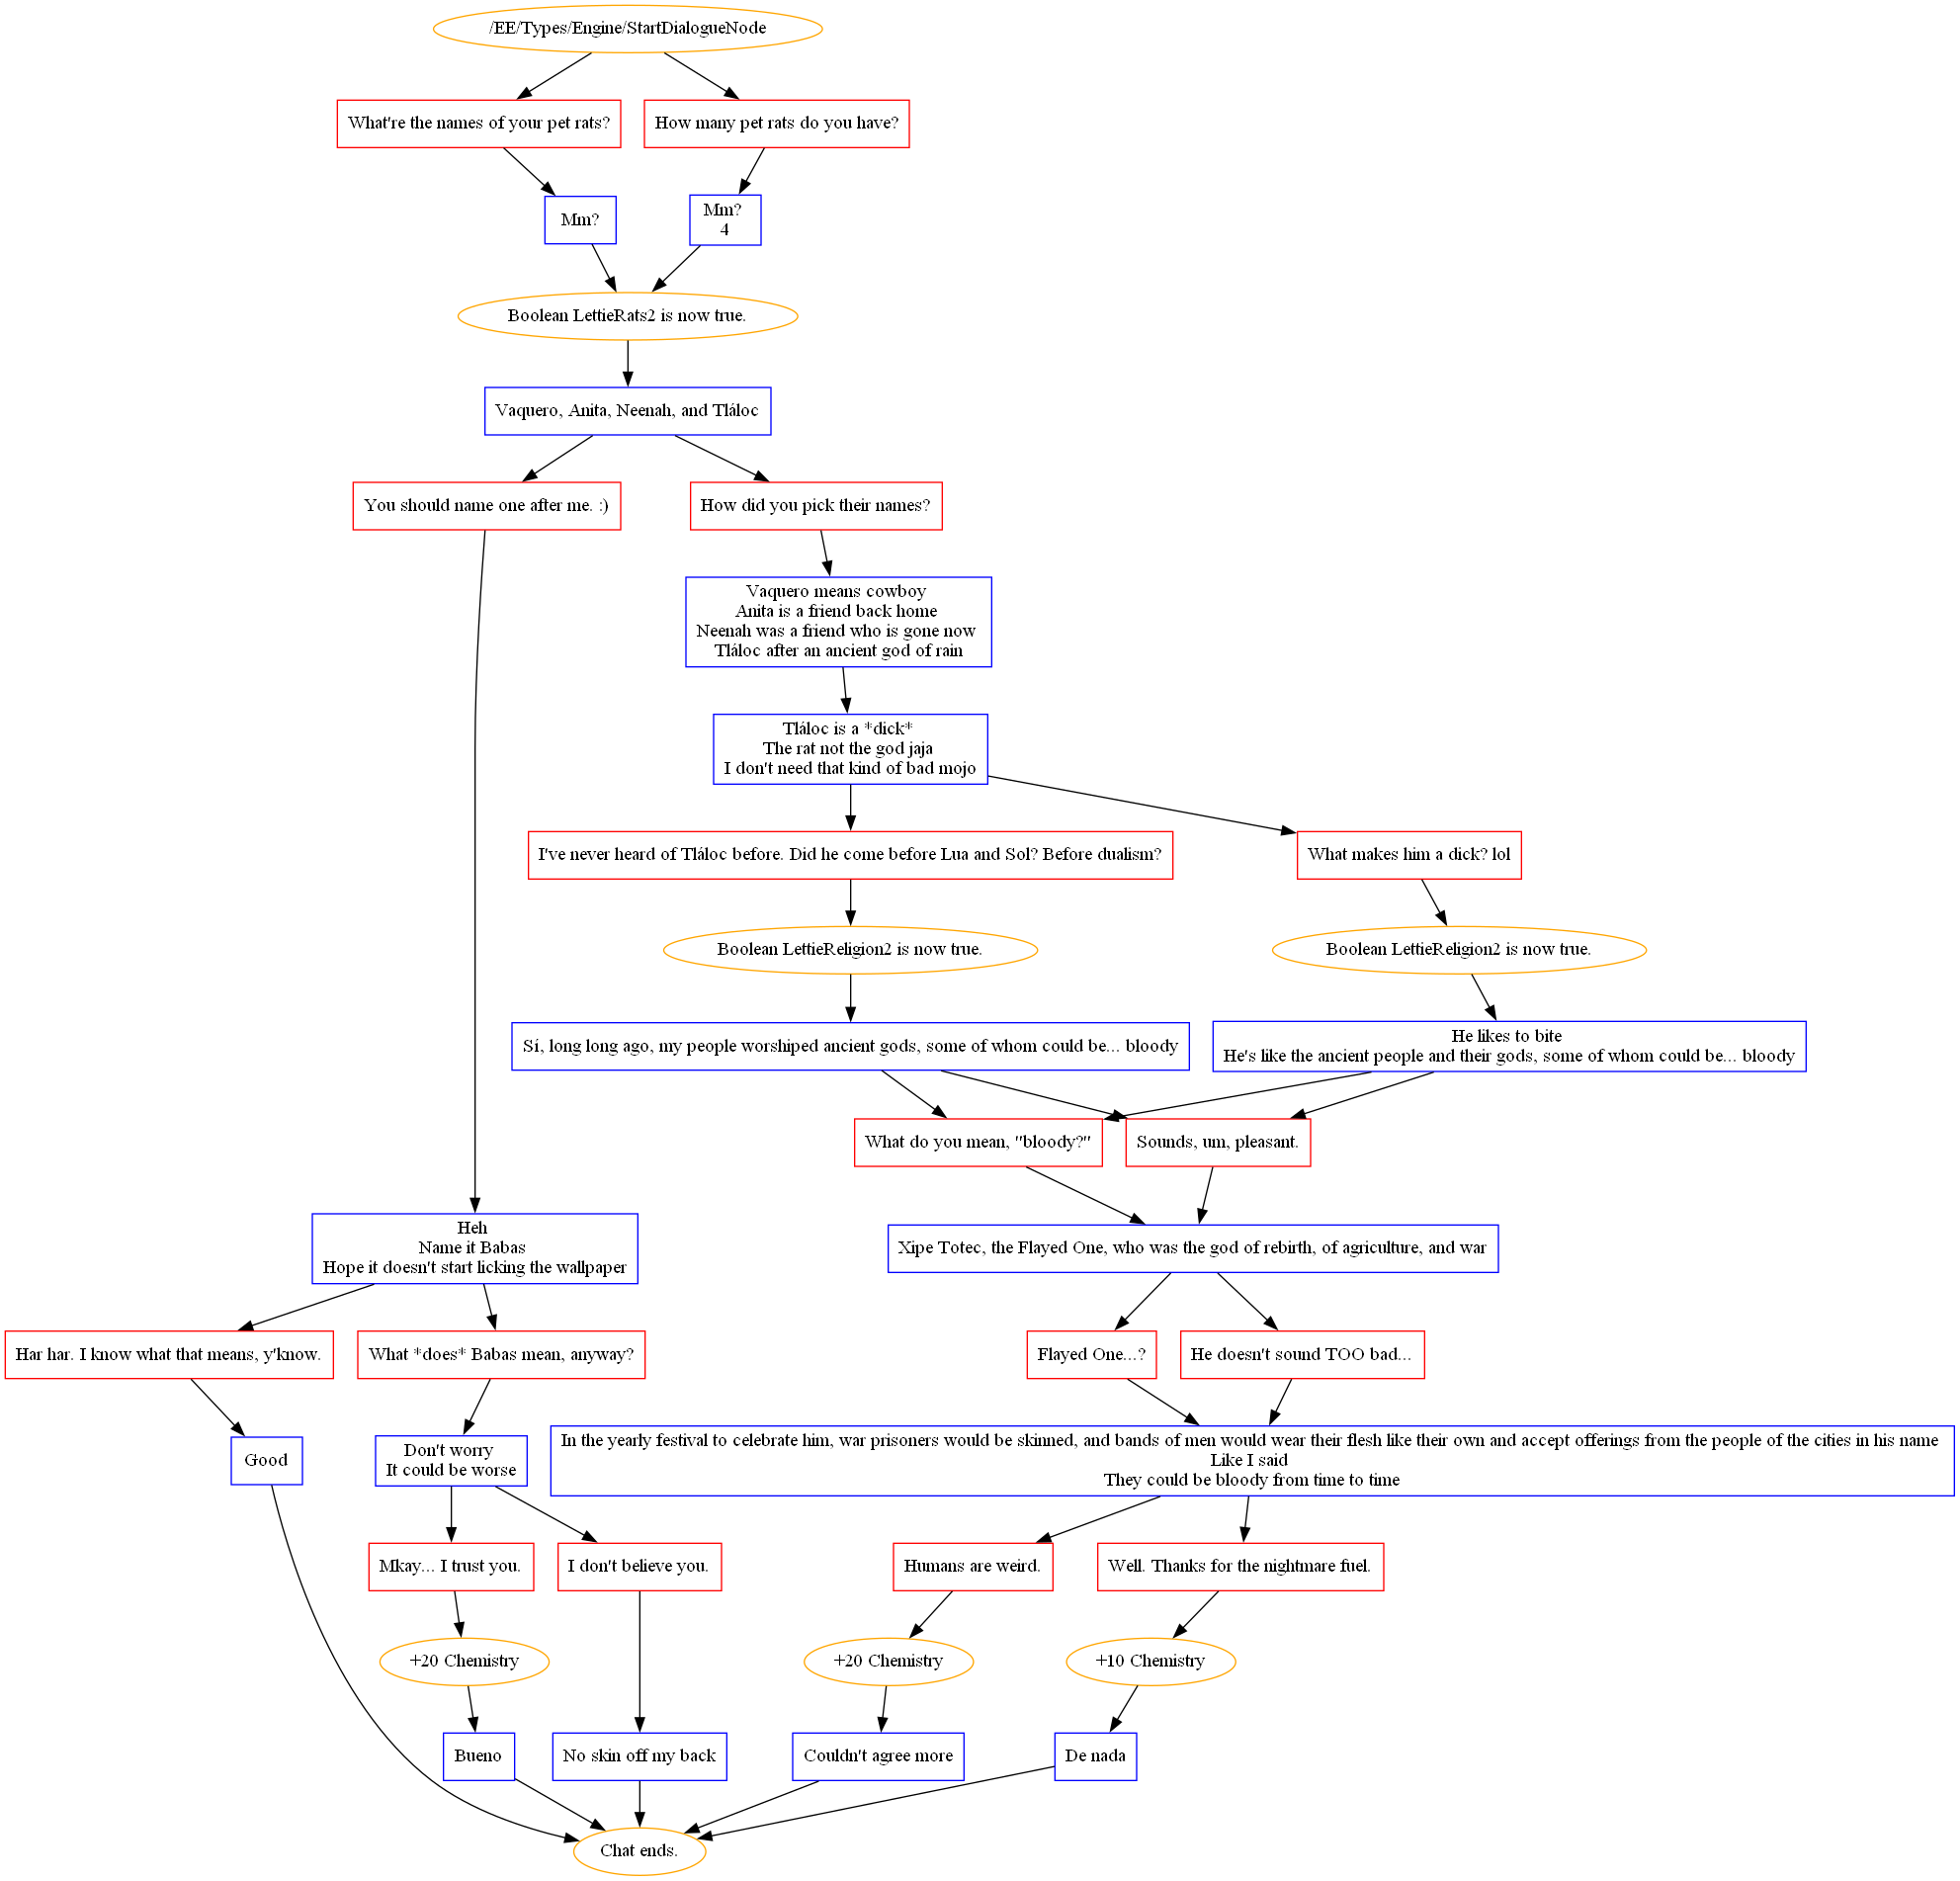 /EE/Types/Engine/StartDialogueNode
What're the names of your pet rats?
How many pet rats do you have?
Mm?
Mm?
4
Boolean LettieRats2 is now true.
Vaquero, Anita, Neenah, and Tláloc
You should name one after me. :)
How did you pick their names?
Vaquero means cowboy
Anita is a friend back home
Neenah was a friend who is gone now
Tláloc after an ancient god of rain
Tláloc is a *dick*
The rat not the god jaja
I don't need that kind of bad mojo
I've never heard of Tláloc before. Did he come before Lua and Sol? Before dualism?
What makes him a dick? lol
Boolean LettieReligion2 is now true.
Boolean LettieReligion2 is now true.
Sí, long long ago, my people worshiped ancient gods, some of whom could be... bloody
He likes to bite
He's like the ancient people and their gods, some of whom could be... bloody
What do you mean, "bloody?"
Sounds, um, pleasant.
Heh
Name it Babas
Hope it doesn't start licking the wallpaper
Xipe Totec, the Flayed One, who was the god of rebirth, of agriculture, and war
Har har. I know what that means, y'know.
What *does* Babas mean, anyway?
Flayed One...?
He doesn't sound TOO bad...
Good
Don't worry
It could be worse
In the yearly festival to celebrate him, war prisoners would be skinned, and bands of men would wear their flesh like their own and accept offerings from the people of the cities in his name
Like I said
They could be bloody from time to time
Mkay... I trust you.
I don't believe you.
Humans are weird.
Well. Thanks for the nightmare fuel.
+20 Chemistry
+20 Chemistry
+10 Chemistry
Bueno
No skin off my back
Couldn't agree more
De nada
Chat ends.